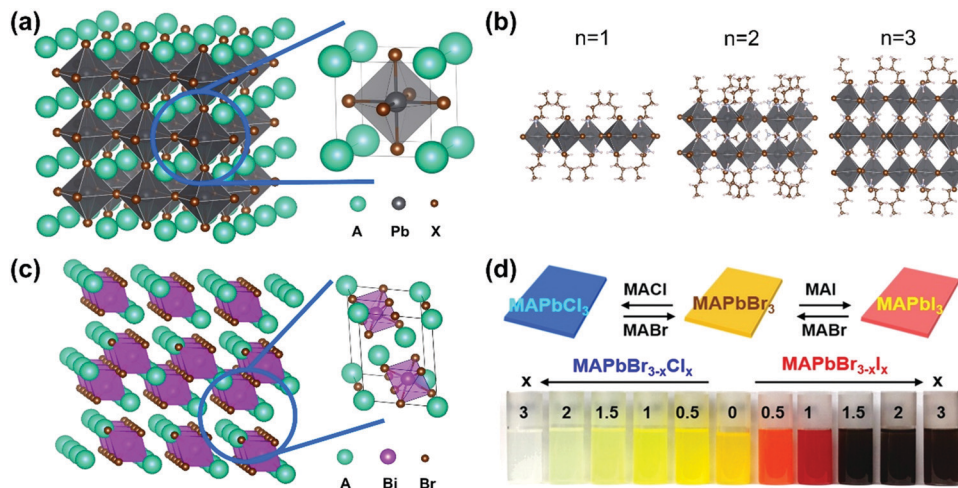 (a)
A Pb X
(b)
n=1 n=2 n=3
(c)
A Bi Br
(d)
MAPbCl₃
MACl
MABr
MAPbBr₃
MAI
MABr
MAPbI₃
MAPbBr₃₋ₓClₓ
MAPbBr₃₋ₓIₓ
x x
3 2 1.5 1 0.5 0 0.5 1 1.5 2 3